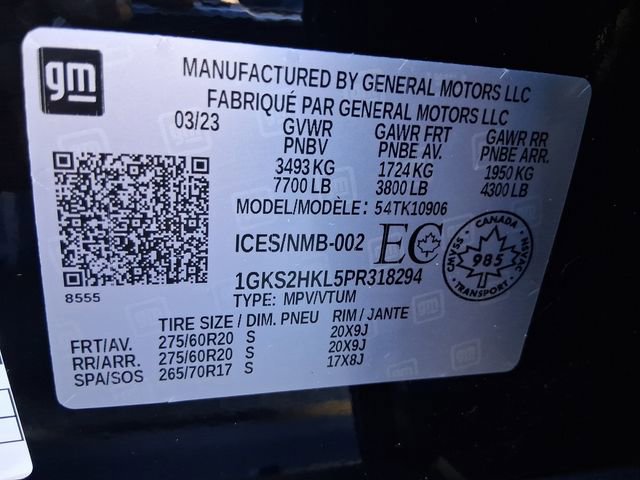 gm
MANUFACTURED BY GENERAL MOTORS LLC
FABRIQUÉ PAR GENERAL MOTORS LLC
03/23 GVWR GAWR FRT GAWR RR
PNBV PNBE AV. PNBE ARR.
3493 KG 1724 KG 1950 KG
7700 LB 3800 LB 4300 LB
MODEL/MODÈLE: 54TK10906
ICES/NMB-002 EC
CANADA
CMVSS 985 NSVAC
TRANSPORT
1GKS2HKL5PR318294
8555
TYPE: MPV/VTUM
TIRE SIZE / DIM. PNEU RIM / JANTE
FRT/AV. 275/60R20 S 20X9J
RR/ARR. 275/60R20 S 20X9J
SPA/SOS 265/70R17 S 17X8J